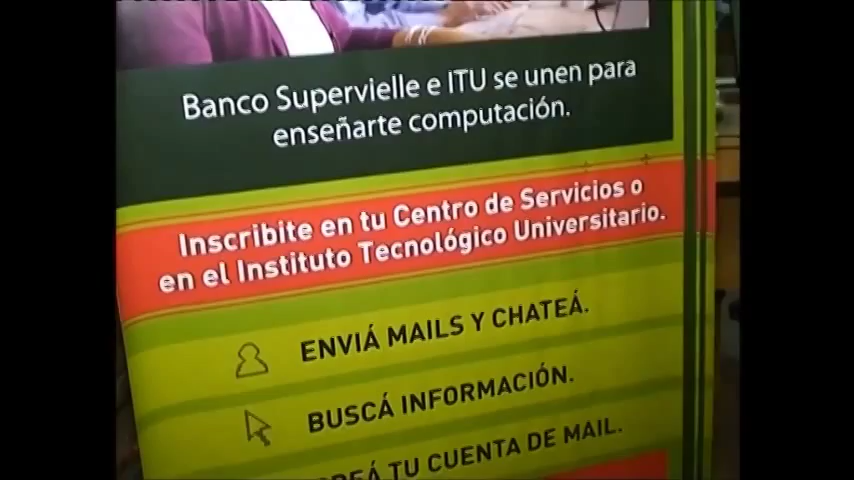 Banco Supervielle e ITU se unen para
enseñarte computación.
Inscribite en tu Centro de Servicios o
en el Instituto Tecnológico Universitario.
ENVIÁ MAILS Y CHATEÁ.
BUSCÁ INFORMACIÓN.
CREÁ TU CUENTA DE MAIL.